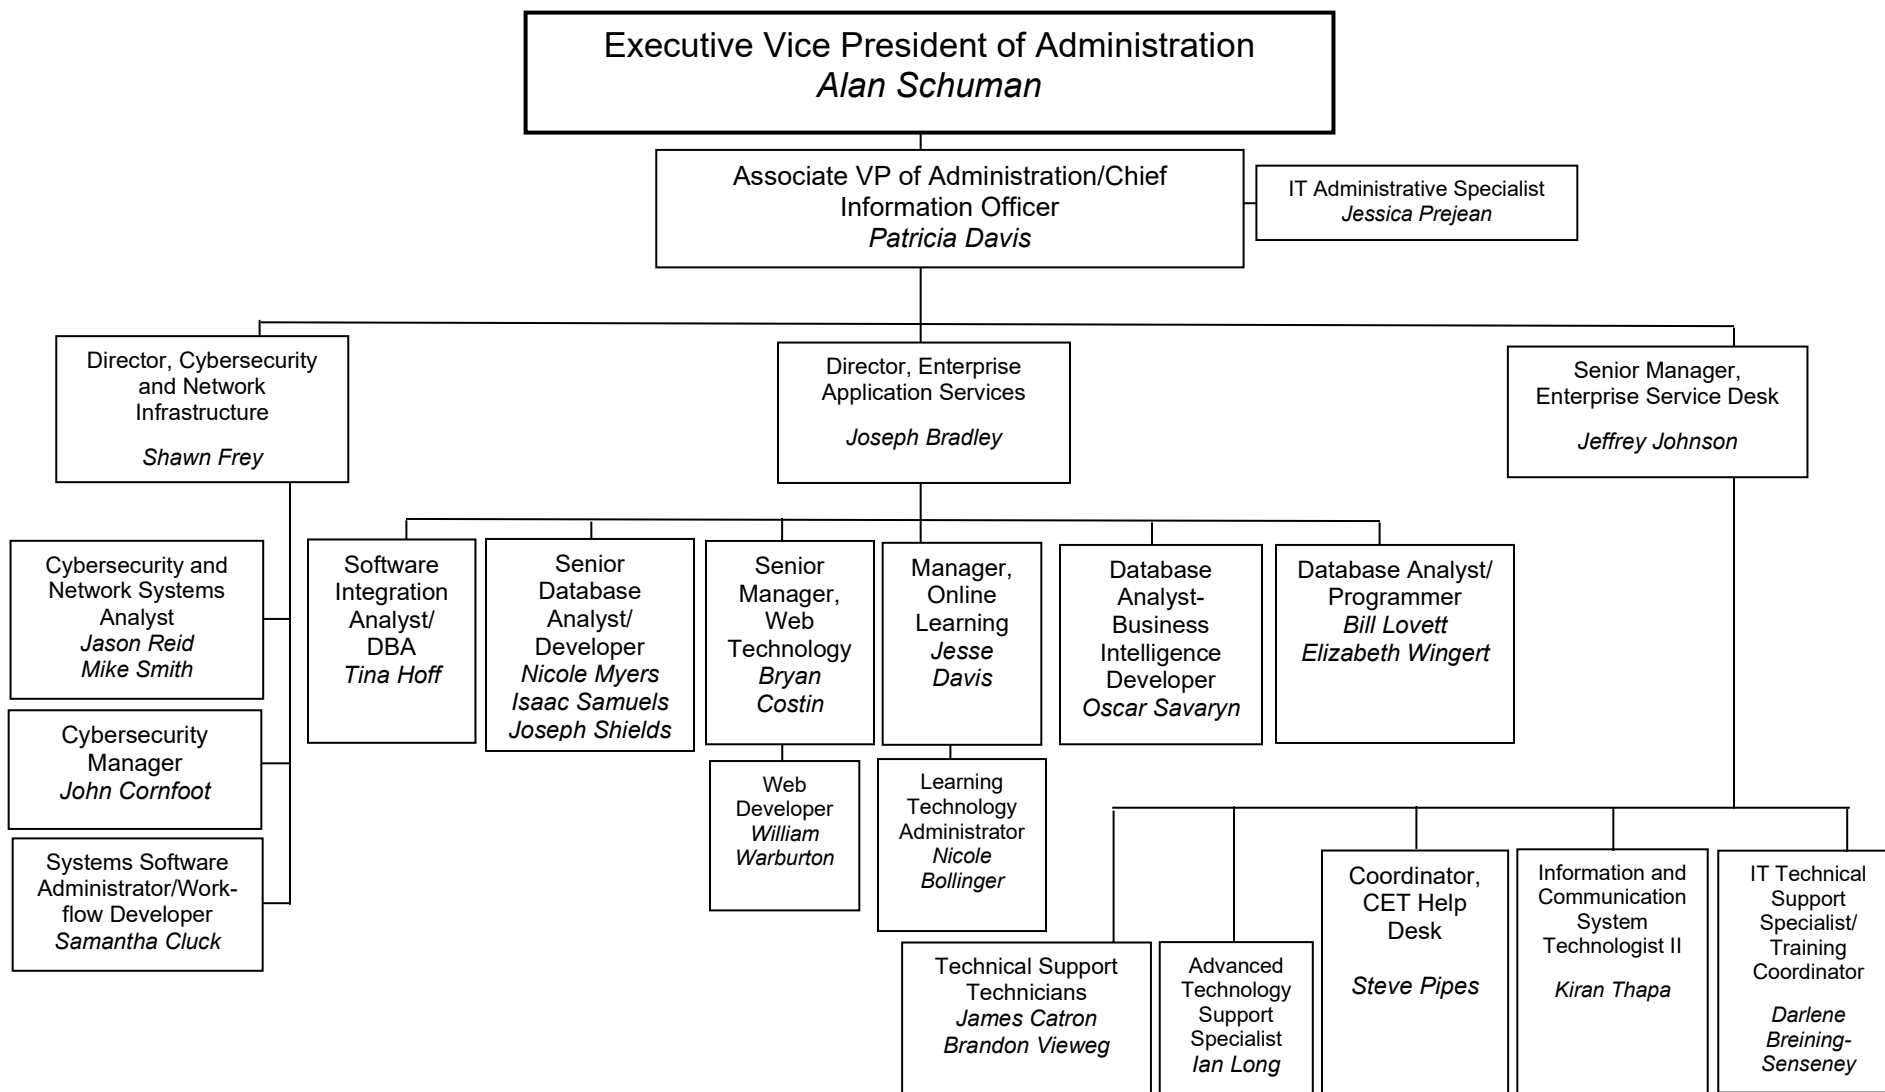 Executive Vice President of Administration
Alan Schuman
Associate VP of Administration/Chief
Information Officer
Patricia Davis
IT Administrative Specialist
Jessica Prejean
Director, Cybersecurity
and Network
Infrastructure
Shawn Frey
Director, Enterprise
Application Services
Joseph Bradley
Senior Manager,
Enterprise Service Desk
Jeffrey Johnson
Cybersecurity and
Network Systems
Analyst
Jason Reid
Mike Smith
Cybersecurity
Manager
John Cornfoot
Systems Software
Administrator/Work-
flow Developer
Samantha Cluck
Software
Integration
Analyst/
DBA
Tina Hoff
Senior
Database
Analyst/
Developer
Nicole Myers
Isaac Samuels
Joseph Shields
Senior
Manager,
Web
Technology
Bryan
Costin
Web
Developer
William
Warburton
Manager,
Online
Learning
Jesse
Davis
Learning
Technology
Administrator
Nicole
Bollinger
Database
Analyst-
Business
Intelligence
Developer
Oscar Savaryn
Database Analyst/
Programmer
Bill Lovett
Elizabeth Wingert
Technical Support
Technicians
James Catron
Brandon Vieweg
Advanced
Technology
Support
Specialist
Ian Long
Coordinator,
CET Help
Desk
Steve Pipes
Information and
Communication
System
Technologist II
Kiran Thapa
IT Technical
Support
Specialist/
Training
Coordinator
Darlene
Breining-
Senseney